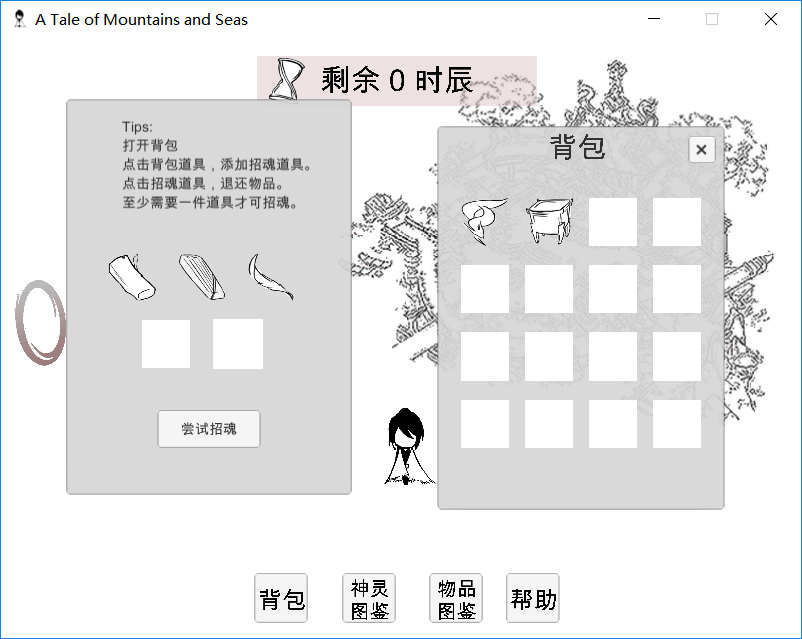 A Tale of Mountains and Seas
剩余 0 时辰
Tips:
打开背包
点击背包道具，添加招魂道具。
点击招魂道具，退还物品。
至少需要一件道具才可招魂。
尝试招魂
背包
背包
神灵
图鉴
物品
图鉴
帮助